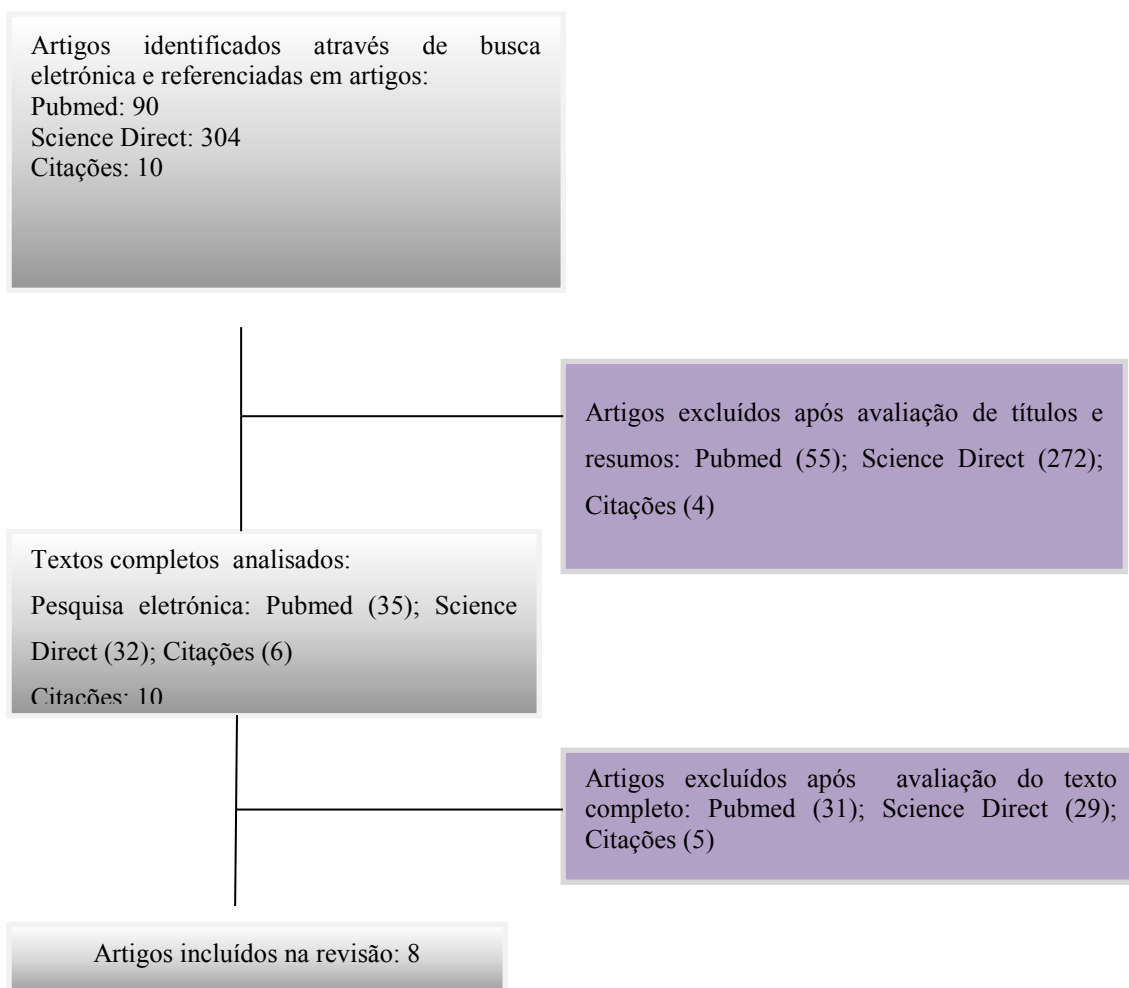 Artigos identificados através de busca
eletrónica e referenciadas em artigos:
Pubmed: 90
Science Direct: 304
Citações: 10
Artigos excluídos após avaliação de títulos e
resumos: Pubmed (55); Science Direct (272);
Citações (4)
Textos completos analisados:
Pesquisa eletrónica: Pubmed (35); Science
Direct (32); Citações (6)
Citações: 10
Artigos excluídos após avaliação do texto
completo: Pubmed (31); Science Direct (29);
Citações (5)
Artigos incluídos na revisão: 8